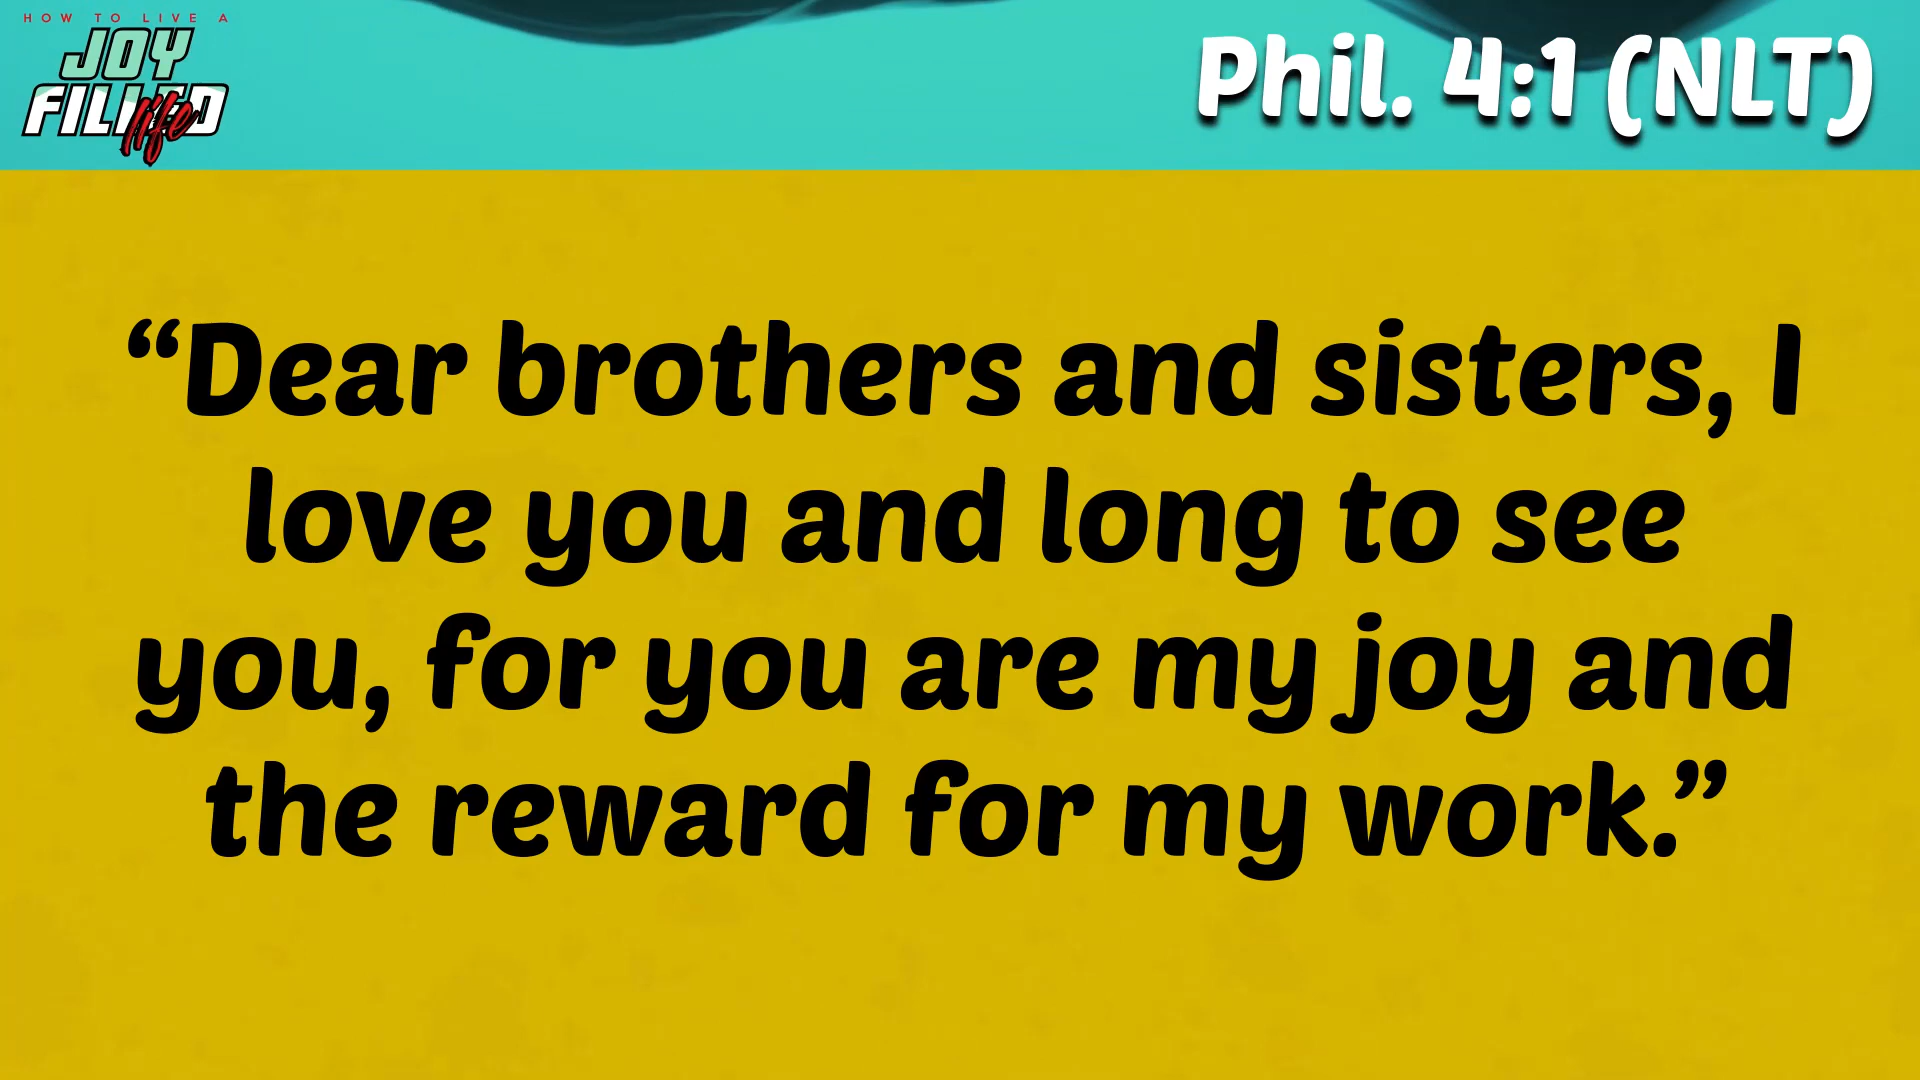 HOW TO LIVE A
JOY
FILLED
life
Phil. 4:1 (NLT)
“Dear brothers and sisters, I
love you and long to see
you, for you are my joy and
the reward for my work.”